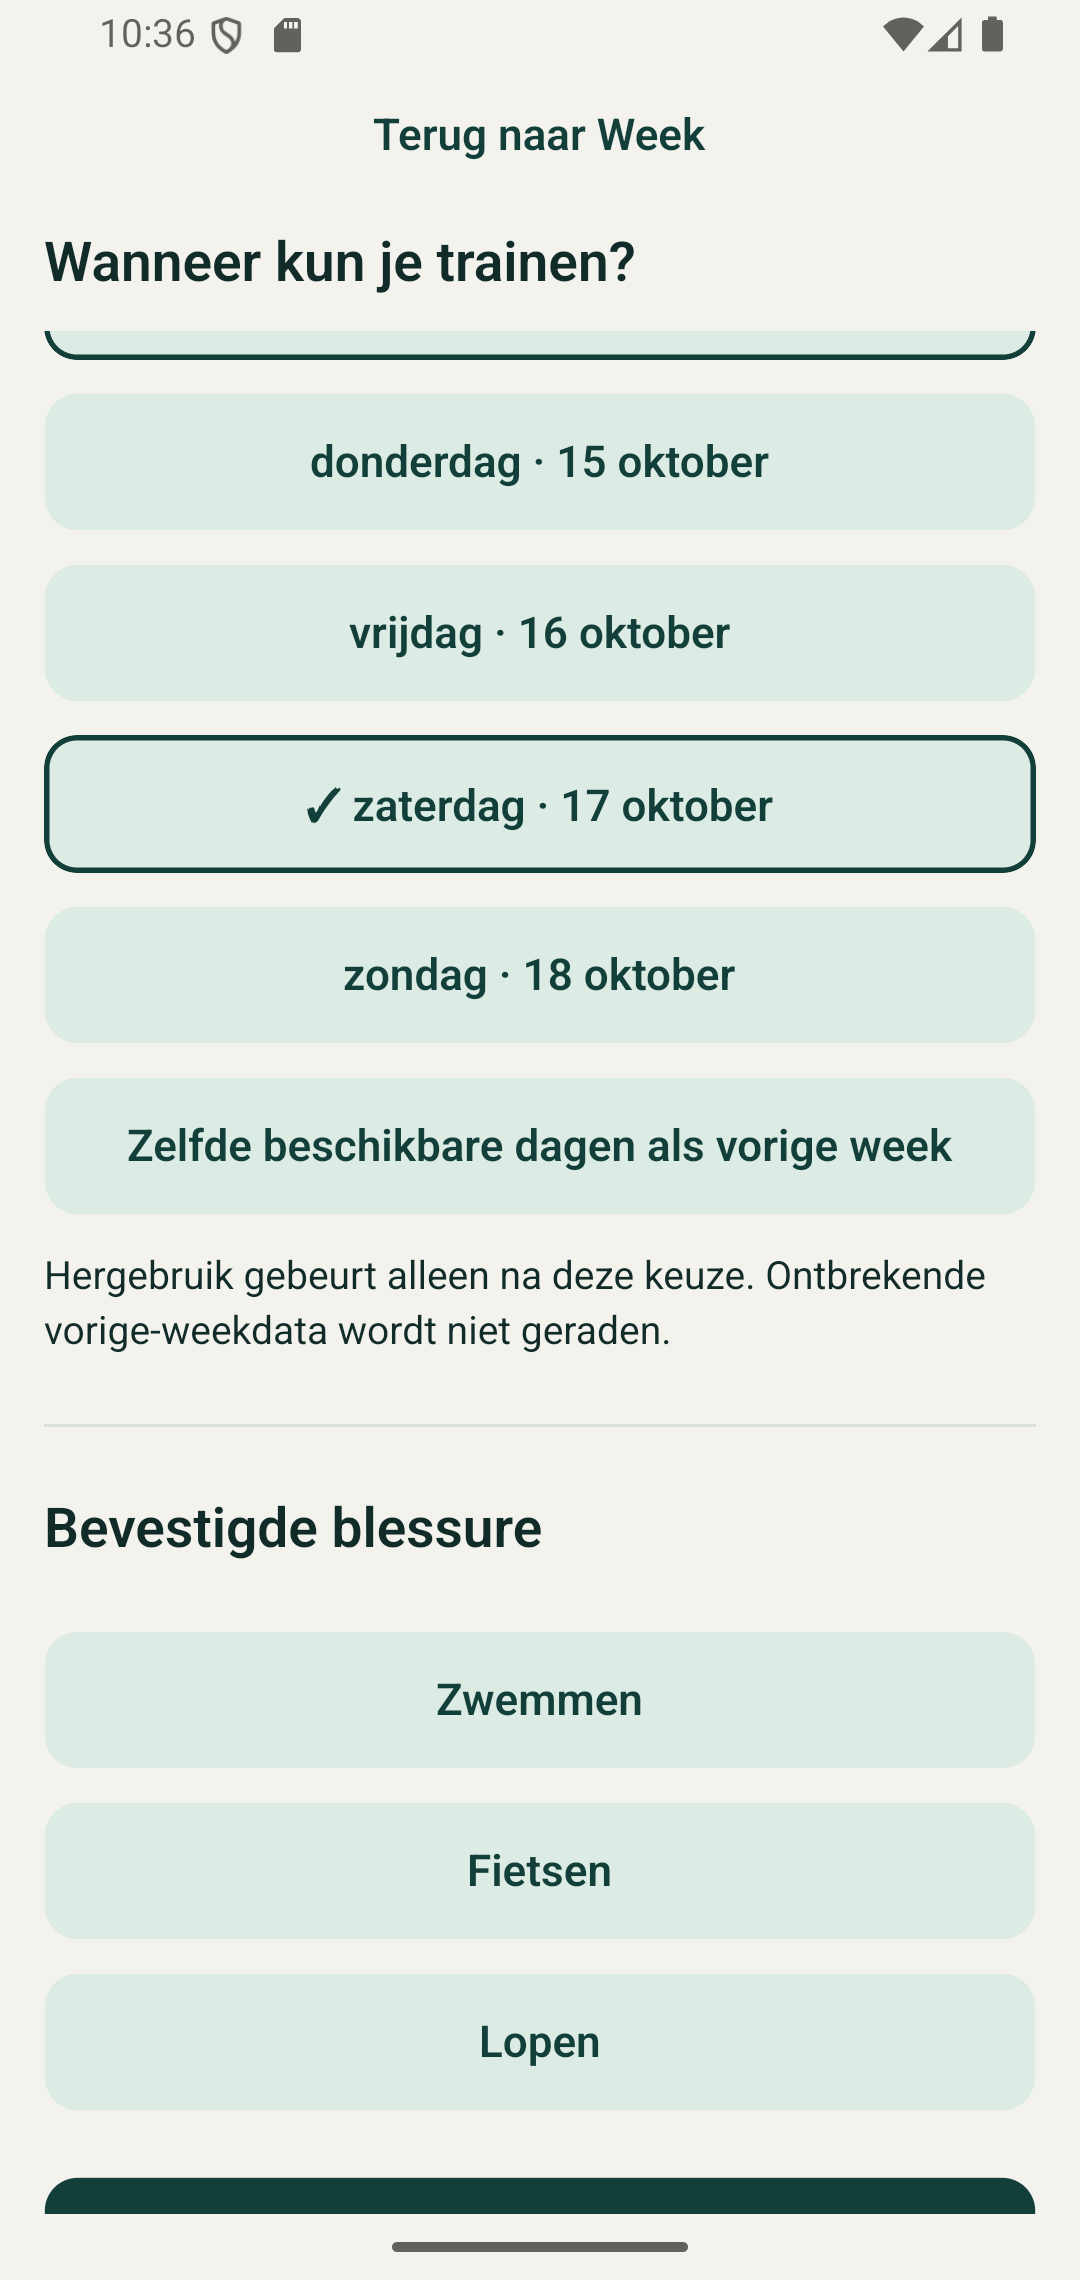 10:36
Terug naar Week
Wanneer kun je trainen?
donderdag · 15 oktober
vrijdag · 16 oktober
✓ zaterdag · 17 oktober
zondag · 18 oktober
Zelfde beschikbare dagen als vorige week
Hergebruik gebeurt alleen na deze keuze. Ontbrekende
vorige-weekdata wordt niet geraden.
Bevestigde blessure
Zwemmen
Fietsen
Lopen